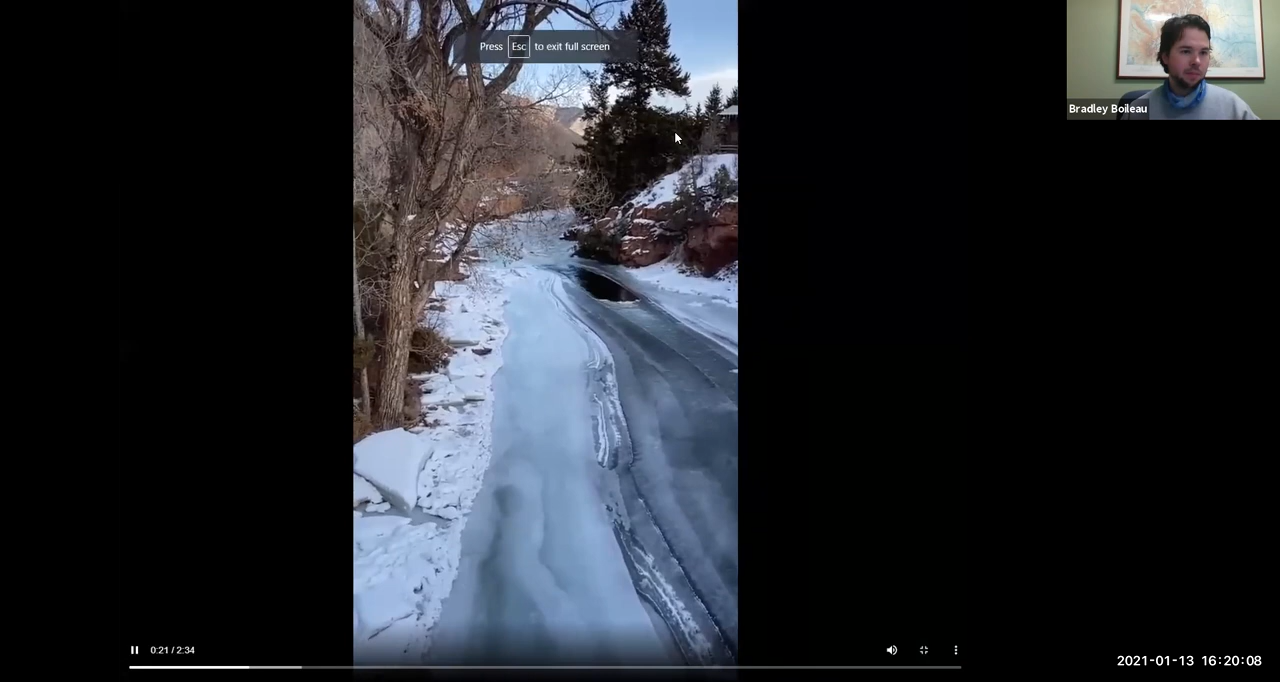 Press Esc to exit full screen
Bradley Boileau
0:21 / 2:34
2021-01-13 16:20:08